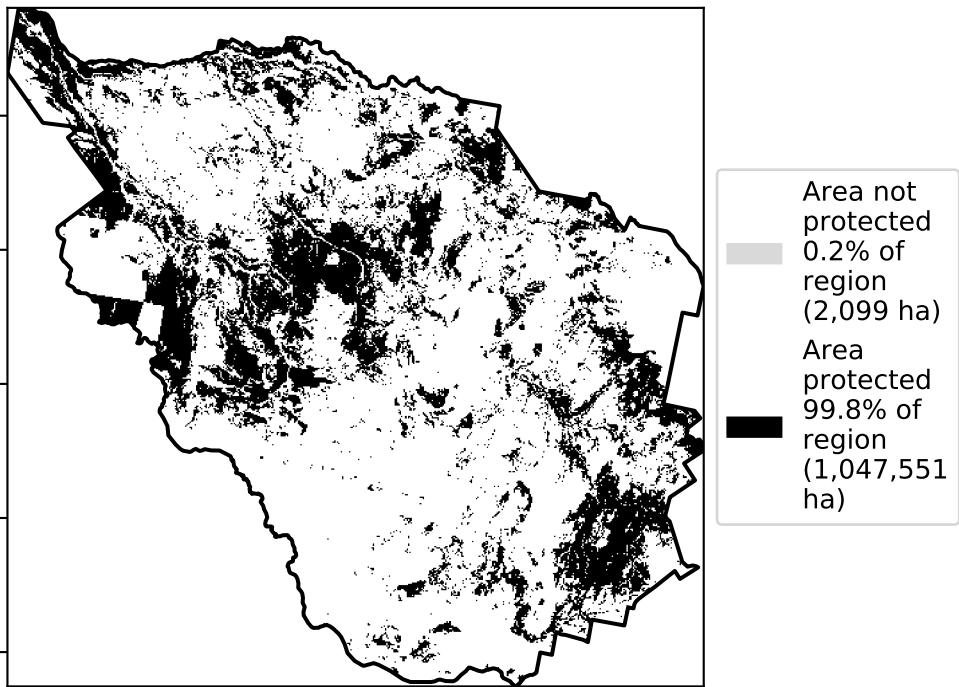 Area not
protected
0.2% of
region
(2,099 ha)
Area
protected
99.8% of
region
(1,047,551
ha)